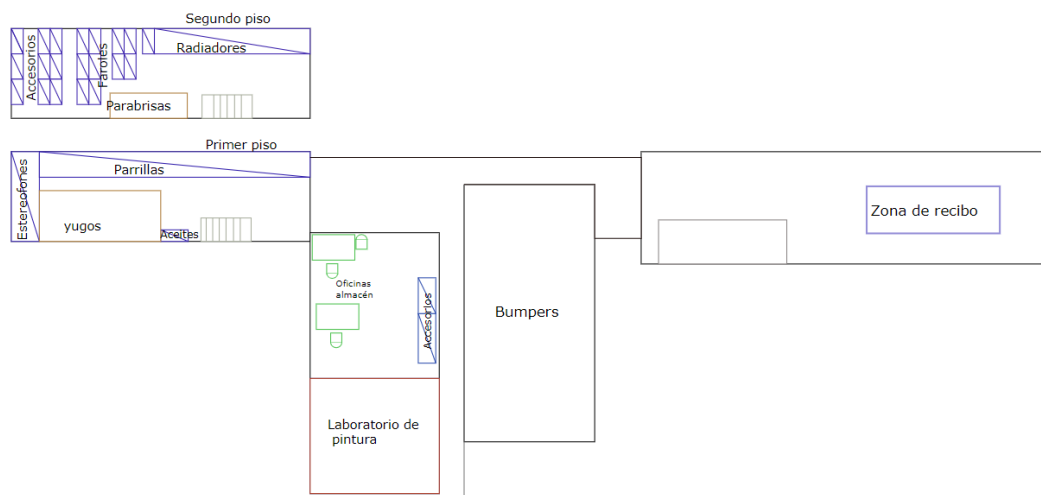 Segundo piso
Accesorios
Faroles
Radiadores
Parabrisas
Primer piso
Estereofones
Parrillas
yugos
Aceites
Zona de recibo
Oficinas
almacén
Accesorios
Bumpers
Laboratorio de
pintura